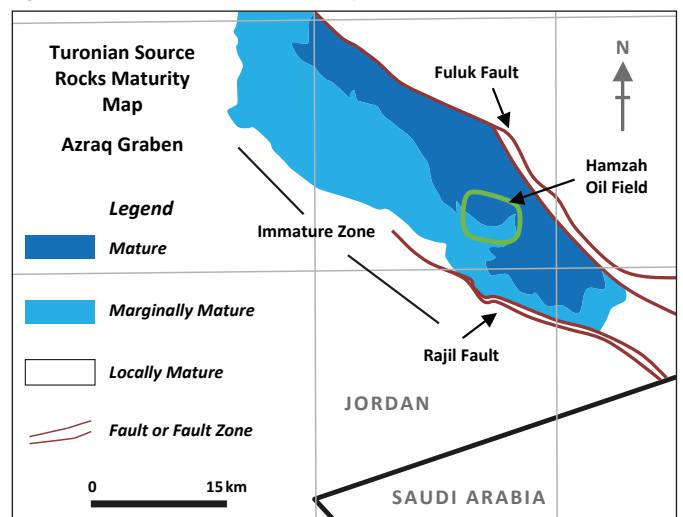 Turonian Source
Rocks Maturity
Map
Azraq Graben
Fuluk Fault
N
Hamzah
Oil Field
Legend
Immature Zone
Mature
Marginally Mature
Rajil Fault
Locally Mature
JORDAN
Fault or Fault Zone
0 15 km
SAUDI ARABIA